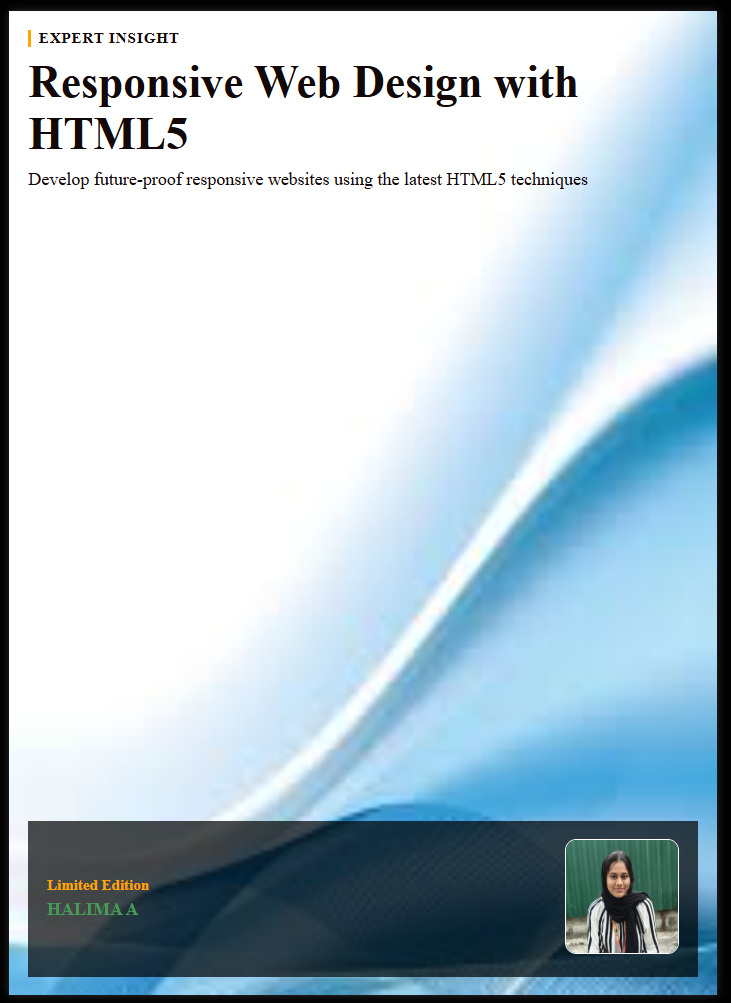 EXPERT INSIGHT
Responsive Web Design with
HTML5
Develop future-proof responsive websites using the latest HTML5 techniques
Limited Edition
HALIMA A